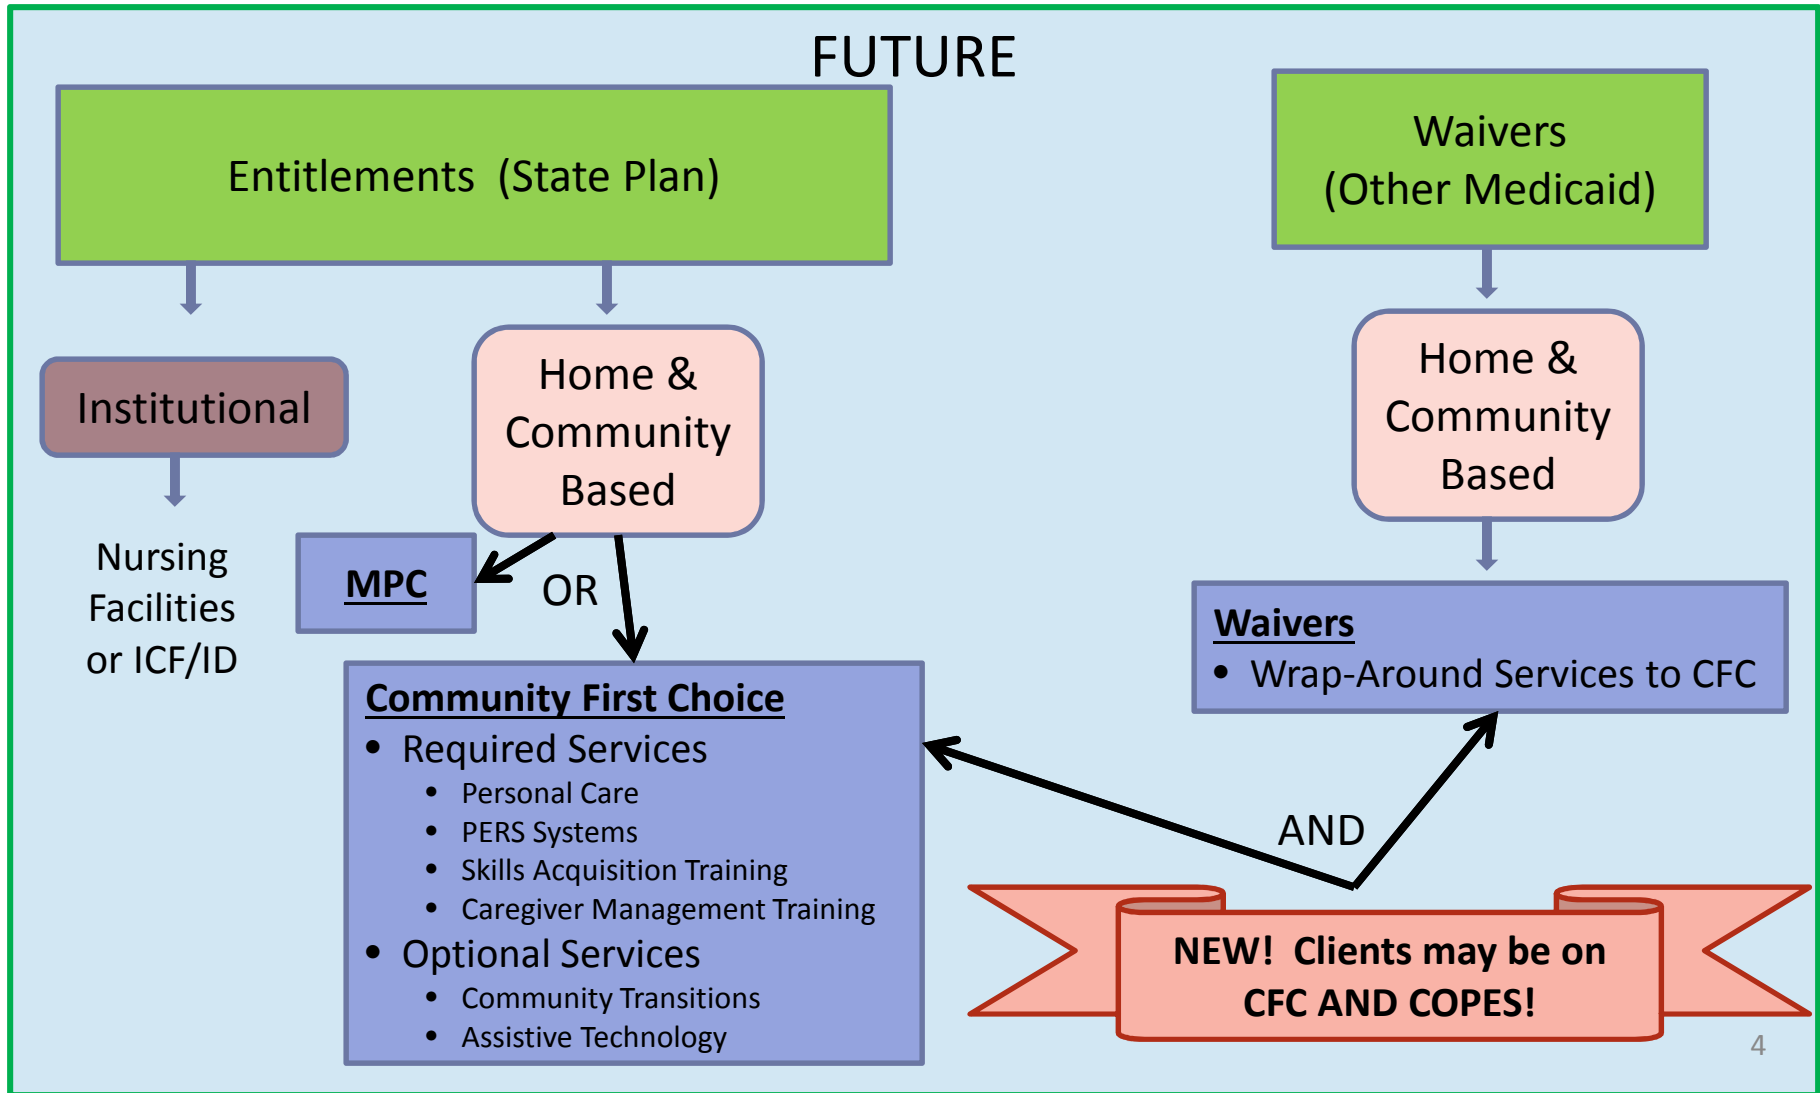 FUTURE
Entitlements  (State Plan)
Waivers
(Other Medicaid)
Institutional
Home &
Community
Based
Home &
Community
Based
Nursing
Facilities
or ICF/ID
MPC
OR
Community First Choice
• Required Services
• Personal Care
• PERS Systems
• Skills Acquisition Training
• Caregiver Management Training
• Optional Services
• Community Transitions
• Assistive Technology
Waivers
• Wrap-Around Services to CFC
AND
NEW!  Clients may be on
CFC AND COPES!
4